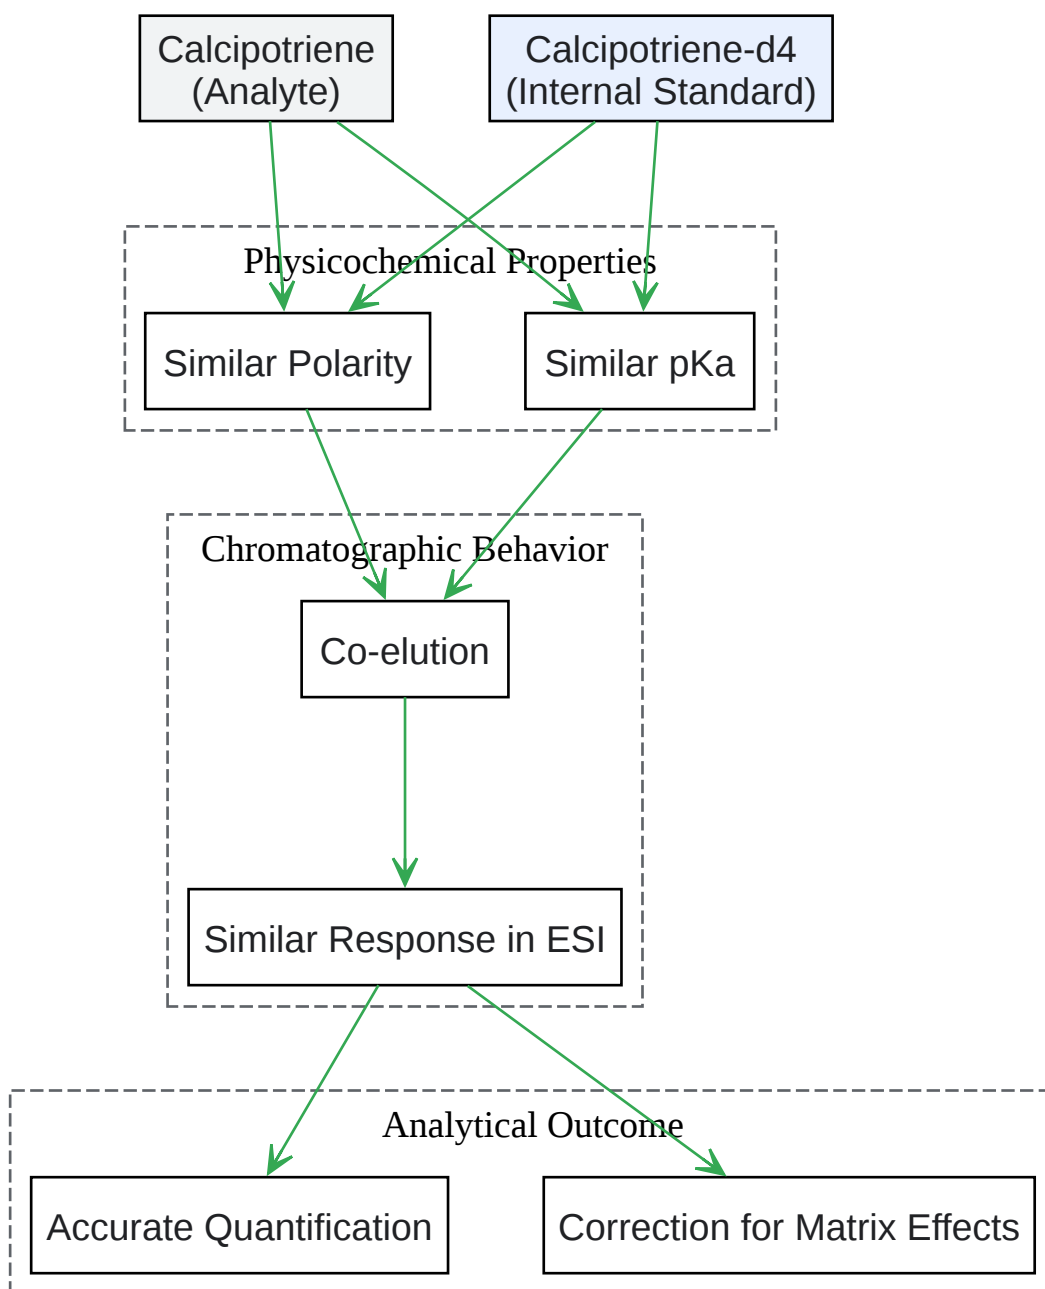 Calcipotriene
(Analyte)
Calcipotriene-d4
(Internal Standard)
Physicochemical Properties
Similar Polarity
Similar pKa
Chromatographic Behavior
Co-elution
Similar Response in ESI
Analytical Outcome
Accurate Quantification
Correction for Matrix Effects